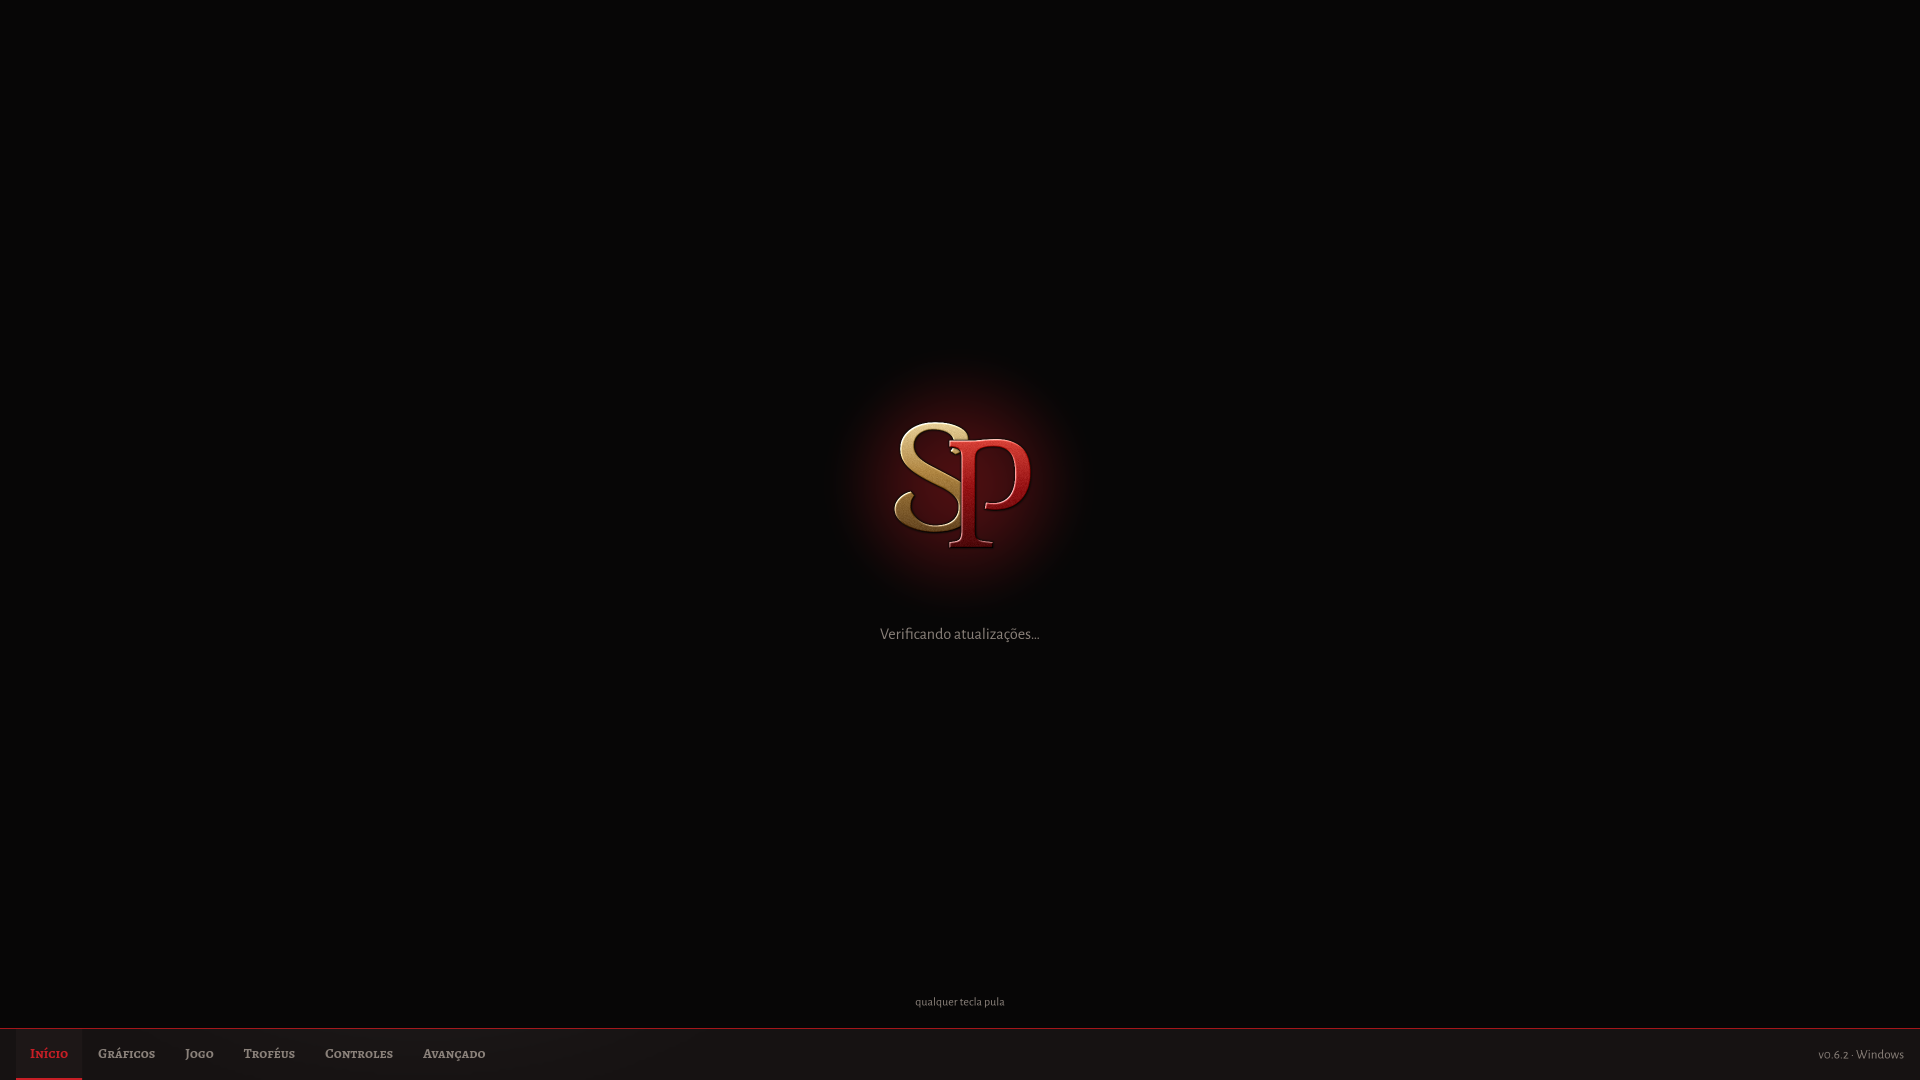 SP
Verificando atualizações...
qualquer tecla pula
Início Gráficos Jogo Troféus Controles Avançado v0.6.2 · Windows